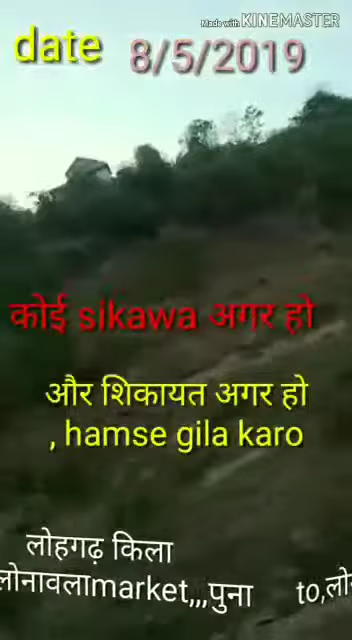 Made with KINEMASTER
date 8/5/2019
कोई sikawa अगर हो
और शिकायत अगर हो
, hamse gila karo
लोहगढ़ किला
लोनावलाmarket,,,पुना to,